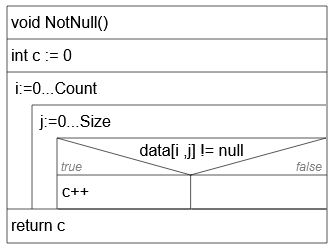 void NotNull()
int c := 0
i:=0...Count
j:=0...Size
data[i ,j] != null
true
false
c++
return c